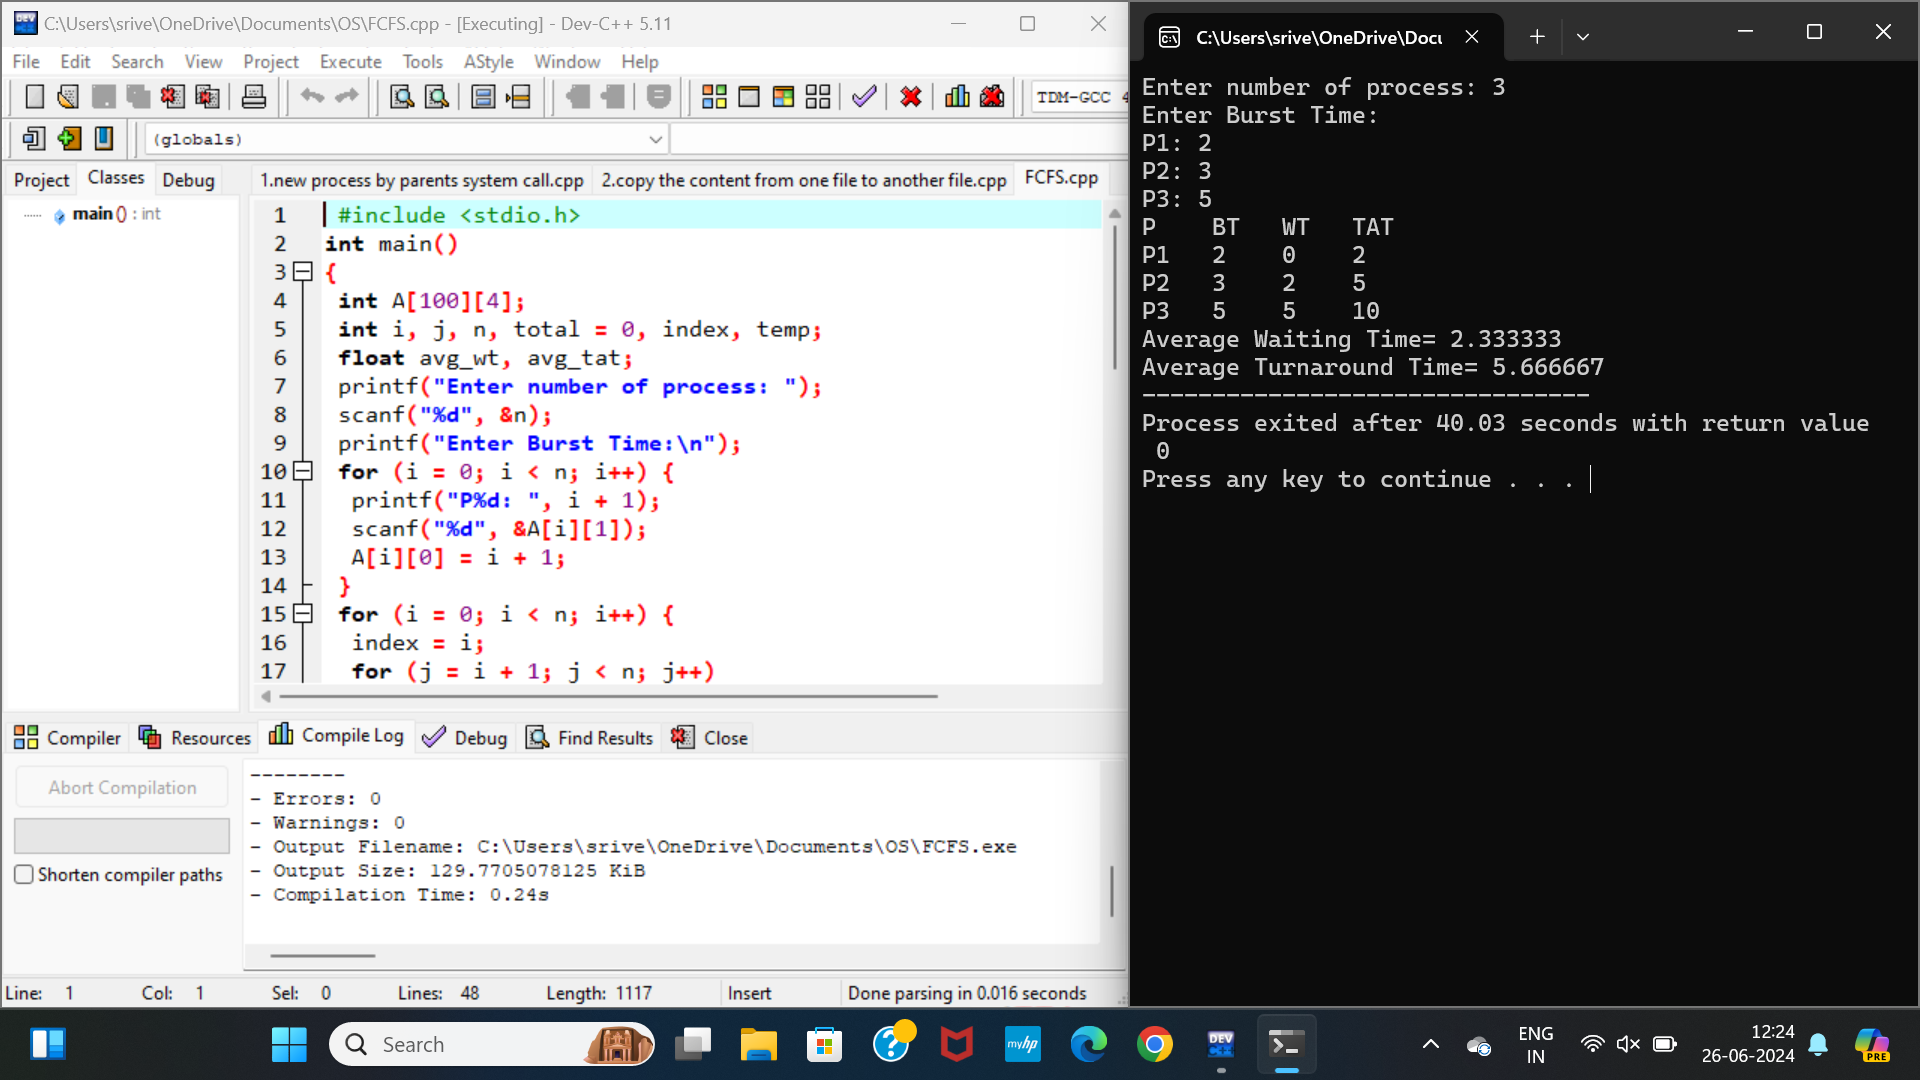 C:\Users\srive\OneDrive\Documents\OS\FCFS.cpp - [Executing] - Dev-C++ 5.11
File Edit Search View Project Execute Tools AStyle Window Help
TDM-GCC 4
(globals)
Project Classes Debug
1.new process by parents system call.cpp 2.copy the content from one file to another file.cpp FCFS.cpp
main() : int
1 #include <stdio.h>
2 int main()
3 {
4 int A[100][4];
5 int i, j, n, total = 0, index, temp;
6 float avg_wt, avg_tat;
7 printf("Enter number of process: ");
8 scanf("%d", &n);
9 printf("Enter Burst Time:\n");
10 for (i = 0; i < n; i++) {
11 printf("P%d: ", i + 1);
12 scanf("%d", &A[i][1]);
13 A[i][0] = i + 1;
14 }
15 for (i = 0; i < n; i++) {
16 index = i;
17 for (j = i + 1; j < n; j++)
Compiler Resources Compile Log Debug Find Results Close
Abort Compilation
Shorten compiler paths
--------
- Errors: 0
- Warnings: 0
- Output Filename: C:\Users\srive\OneDrive\Documents\OS\FCFS.exe
- Output Size: 129.7705078125 KiB
- Compilation Time: 0.24s
Line: 1 Col: 1 Sel: 0 Lines: 48 Length: 1117 Insert Done parsing in 0.016 seconds
C:\Users\srive\OneDrive\Docu
Enter number of process: 3
Enter Burst Time:
P1: 2
P2: 3
P3: 5
P BT WT TAT
P1 2 0 2
P2 3 2 5
P3 5 5 10
Average Waiting Time= 2.333333
Average Turnaround Time= 5.666667
--------------------------------
Process exited after 40.03 seconds with return value
0
Press any key to continue . . .
Search
myhp
DEV C++
ENG
IN
12:24
26-06-2024
PRE